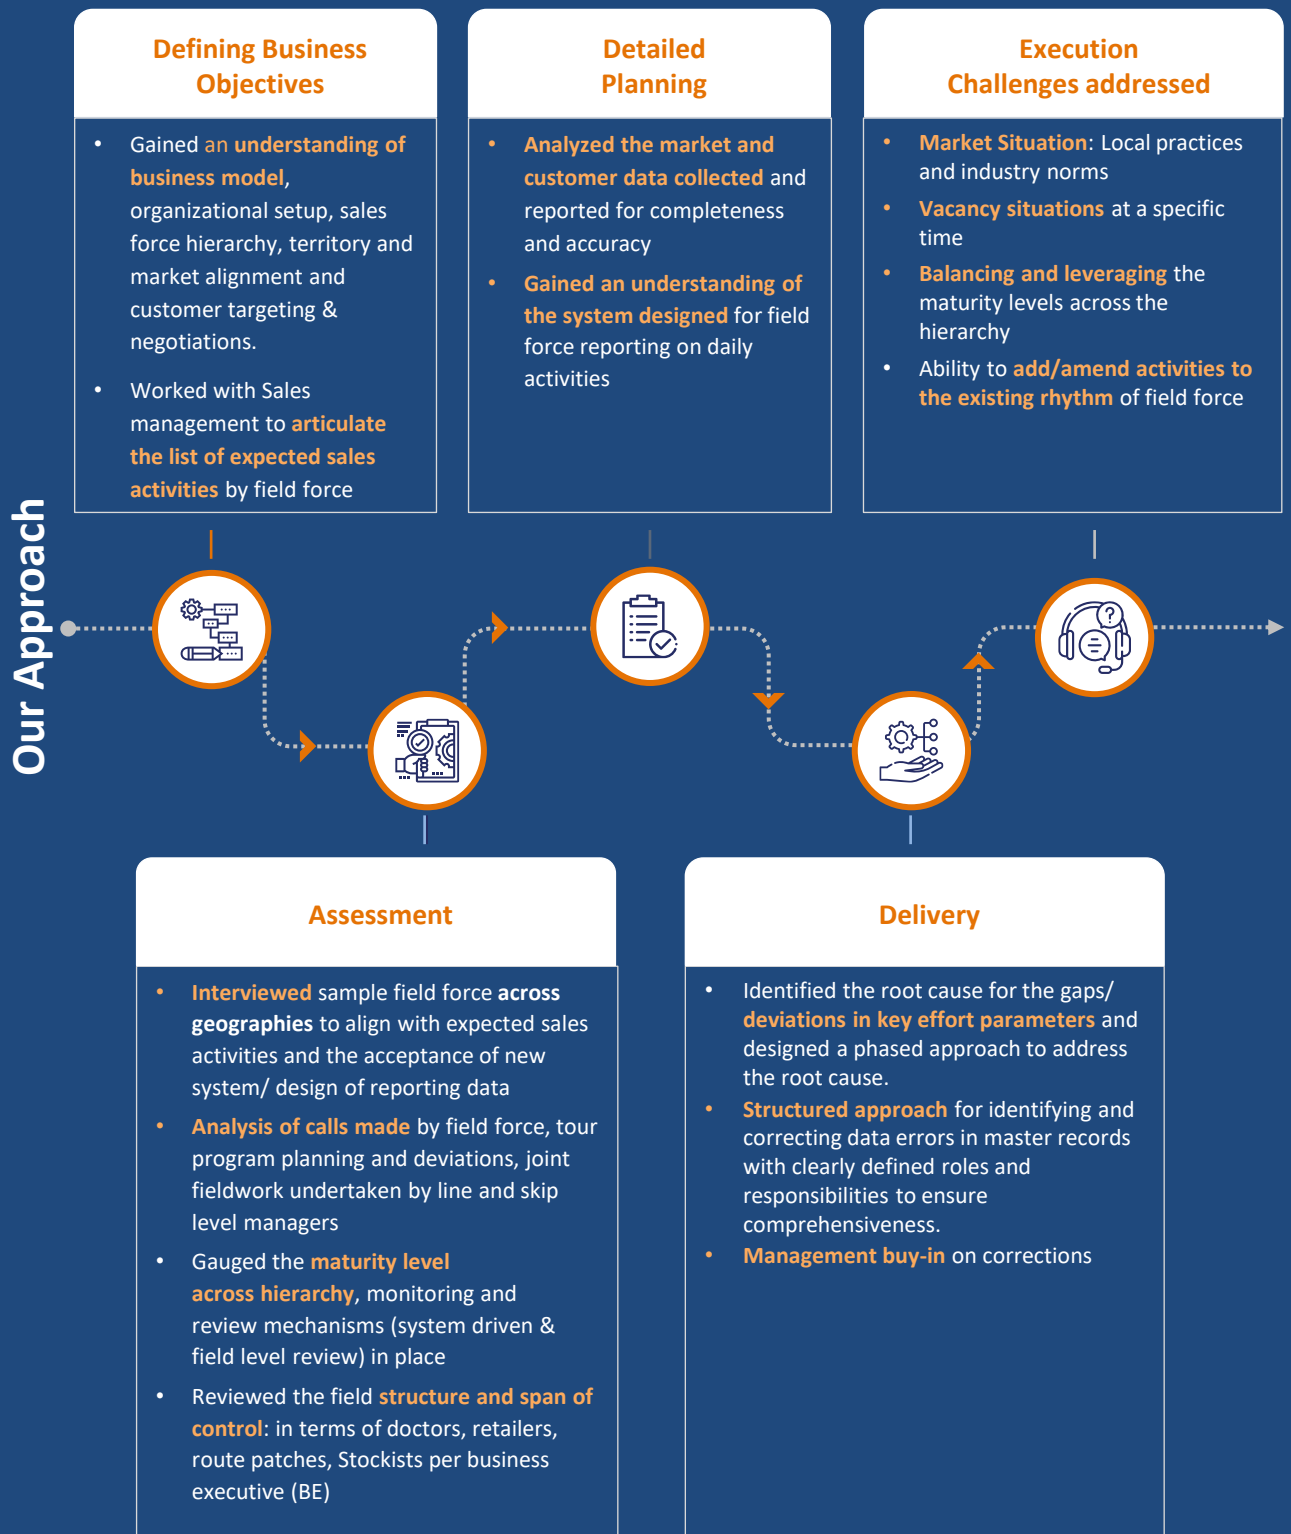 Our Approach
Defining Business
Objectives
• Gained an understanding of
business model,
organizational setup, sales
force hierarchy, territory and
market alignment and
customer targeting &
negotiations.
• Worked with Sales
management to articulate
the list of expected sales
activities by field force
Detailed
Planning
• Analyzed the market and
customer data collected and
reported for completeness
and accuracy
• Gained an understanding of
the system designed for field
force reporting on daily
activities
Execution
Challenges addressed
• Market Situation: Local practices
and industry norms
• Vacancy situations at a specific
time
• Balancing and leveraging the
maturity levels across the
hierarchy
• Ability to add/amend activities to
the existing rhythm of field force
?
Assessment
• Interviewed sample field force across
geographies to align with expected sales
activities and the acceptance of new
system/ design of reporting data
• Analysis of calls made by field force, tour
program planning and deviations, joint
fieldwork undertaken by line and skip
level managers
• Gauged the maturity level
across hierarchy, monitoring and
review mechanisms (system driven &
field level review) in place
• Reviewed the field structure and span of
control: in terms of doctors, retailers,
route patches, Stockists per business
executive (BE)
Delivery
• Identified the root cause for the gaps/
deviations in key effort parameters and
designed a phased approach to address
the root cause.
• Structured approach for identifying and
correcting data errors in master records
with clearly defined roles and
responsibilities to ensure
comprehensiveness.
• Management buy-in on corrections